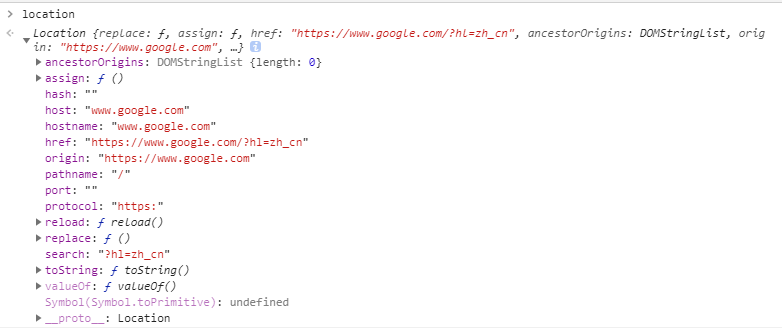 > location
Location {replace: ƒ, assign: ƒ, href: "https://www.google.com/?hl=zh_cn", ancestorOrigins: DOMStringList, orig
in: "https://www.google.com", …} i
ancestorOrigins: DOMStringList {length: 0}
assign: ƒ ()
hash: ""
host: "www.google.com"
hostname: "www.google.com"
href: "https://www.google.com/?hl=zh_cn"
origin: "https://www.google.com"
pathname: "/"
port: ""
protocol: "https:"
reload: ƒ reload()
replace: ƒ ()
search: "?hl=zh_cn"
toString: ƒ toString()
valueOf: ƒ valueOf()
Symbol(Symbol.toPrimitive): undefined
__proto__: Location